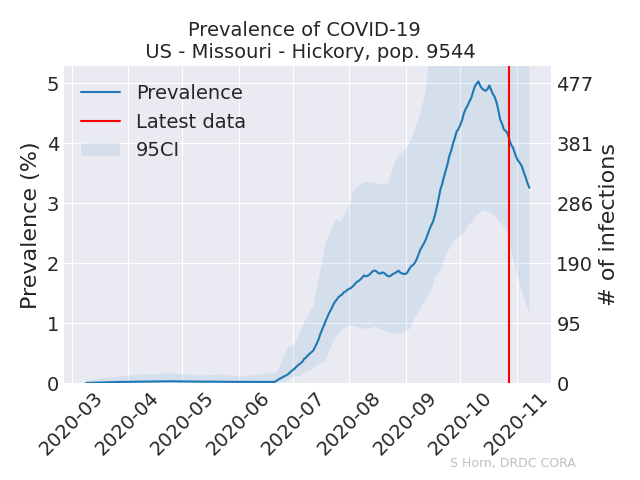 Prevalence of COVID-19
US - Missouri - Hickory, pop. 9544
Prevalence
Latest data
95CI
Prevalence (%)
5
4
3
2
1
0
477
381
286
190
95
0
# of infections
2020-03
2020-04
2020-05
2020-06
2020-07
2020-08
2020-09
2020-10
2020-11
S Horn, DRDC CORA